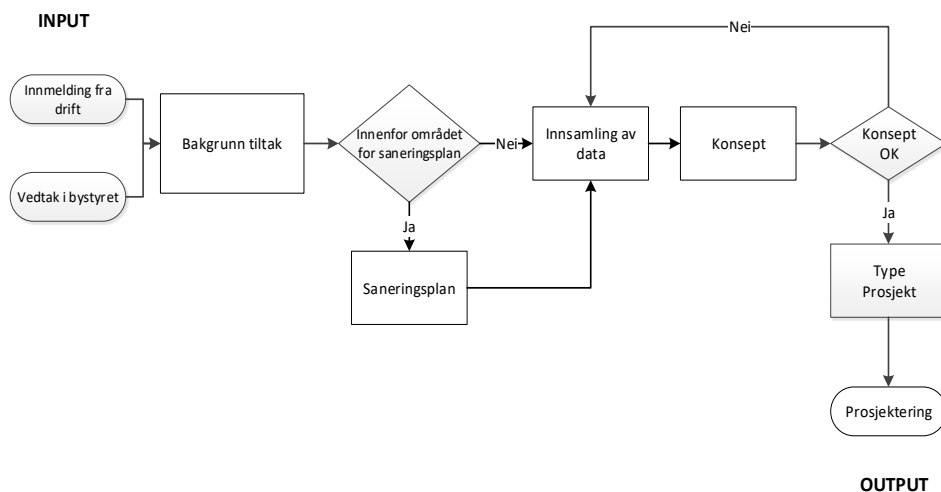 INPUT
Nei
Innmelding fra
drift
Bakgrunn tiltak
Innenfor området
for saneringsplan
Nei
Innsamling av
data
Konsept
Konsept
OK
Vedtak i bystyret
Ja
Ja
Saneringsplan
Type
Prosjekt
Prosjektering
OUTPUT